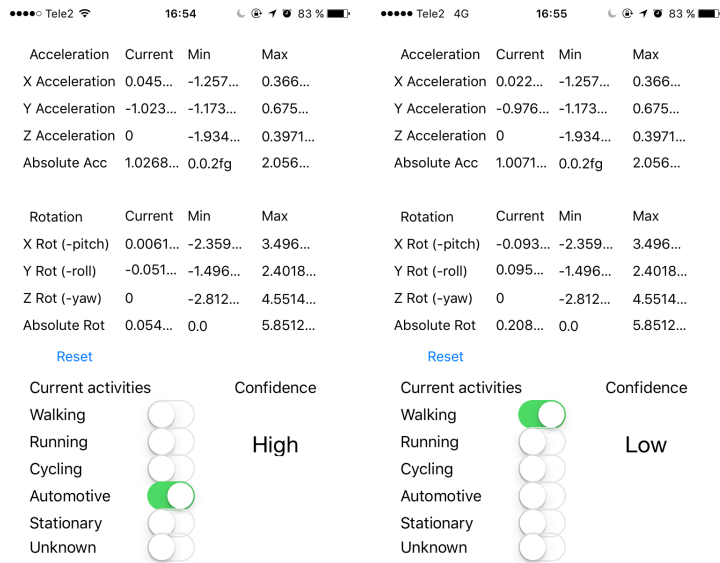 Tele2 16:54 83 %
Acceleration Current Min Max
X Acceleration 0.045... -1.257... 0.366...
Y Acceleration -1.023... -1.173... 0.675...
Z Acceleration 0 -1.934... 0.3971...
Absolute Acc 1.0268... 0.0.2fg 2.056...
Rotation Current Min Max
X Rot (-pitch) 0.0061... -2.359... 3.496...
Y Rot (-roll) -0.051... -1.496... 2.4018...
Z Rot (-yaw) 0 -2.812... 4.5514...
Absolute Rot 0.054... 0.0 5.8512...
Reset
Current activities Confidence
Walking
Running High
Cycling
Automotive
Stationary
Unknown
Tele2 4G 16:55 83 %
Acceleration Current Min Max
X Acceleration 0.022... -1.257... 0.366...
Y Acceleration -0.976... -1.173... 0.675...
Z Acceleration 0 -1.934... 0.3971...
Absolute Acc 1.0071... 0.0.2fg 2.056...
Rotation Current Min Max
X Rot (-pitch) -0.093... -2.359... 3.496...
Y Rot (-roll) 0.095... -1.496... 2.4018...
Z Rot (-yaw) 0 -2.812... 4.5514...
Absolute Rot 0.208... 0.0 5.8512...
Reset
Current activities Confidence
Walking
Running Low
Cycling
Automotive
Stationary
Unknown